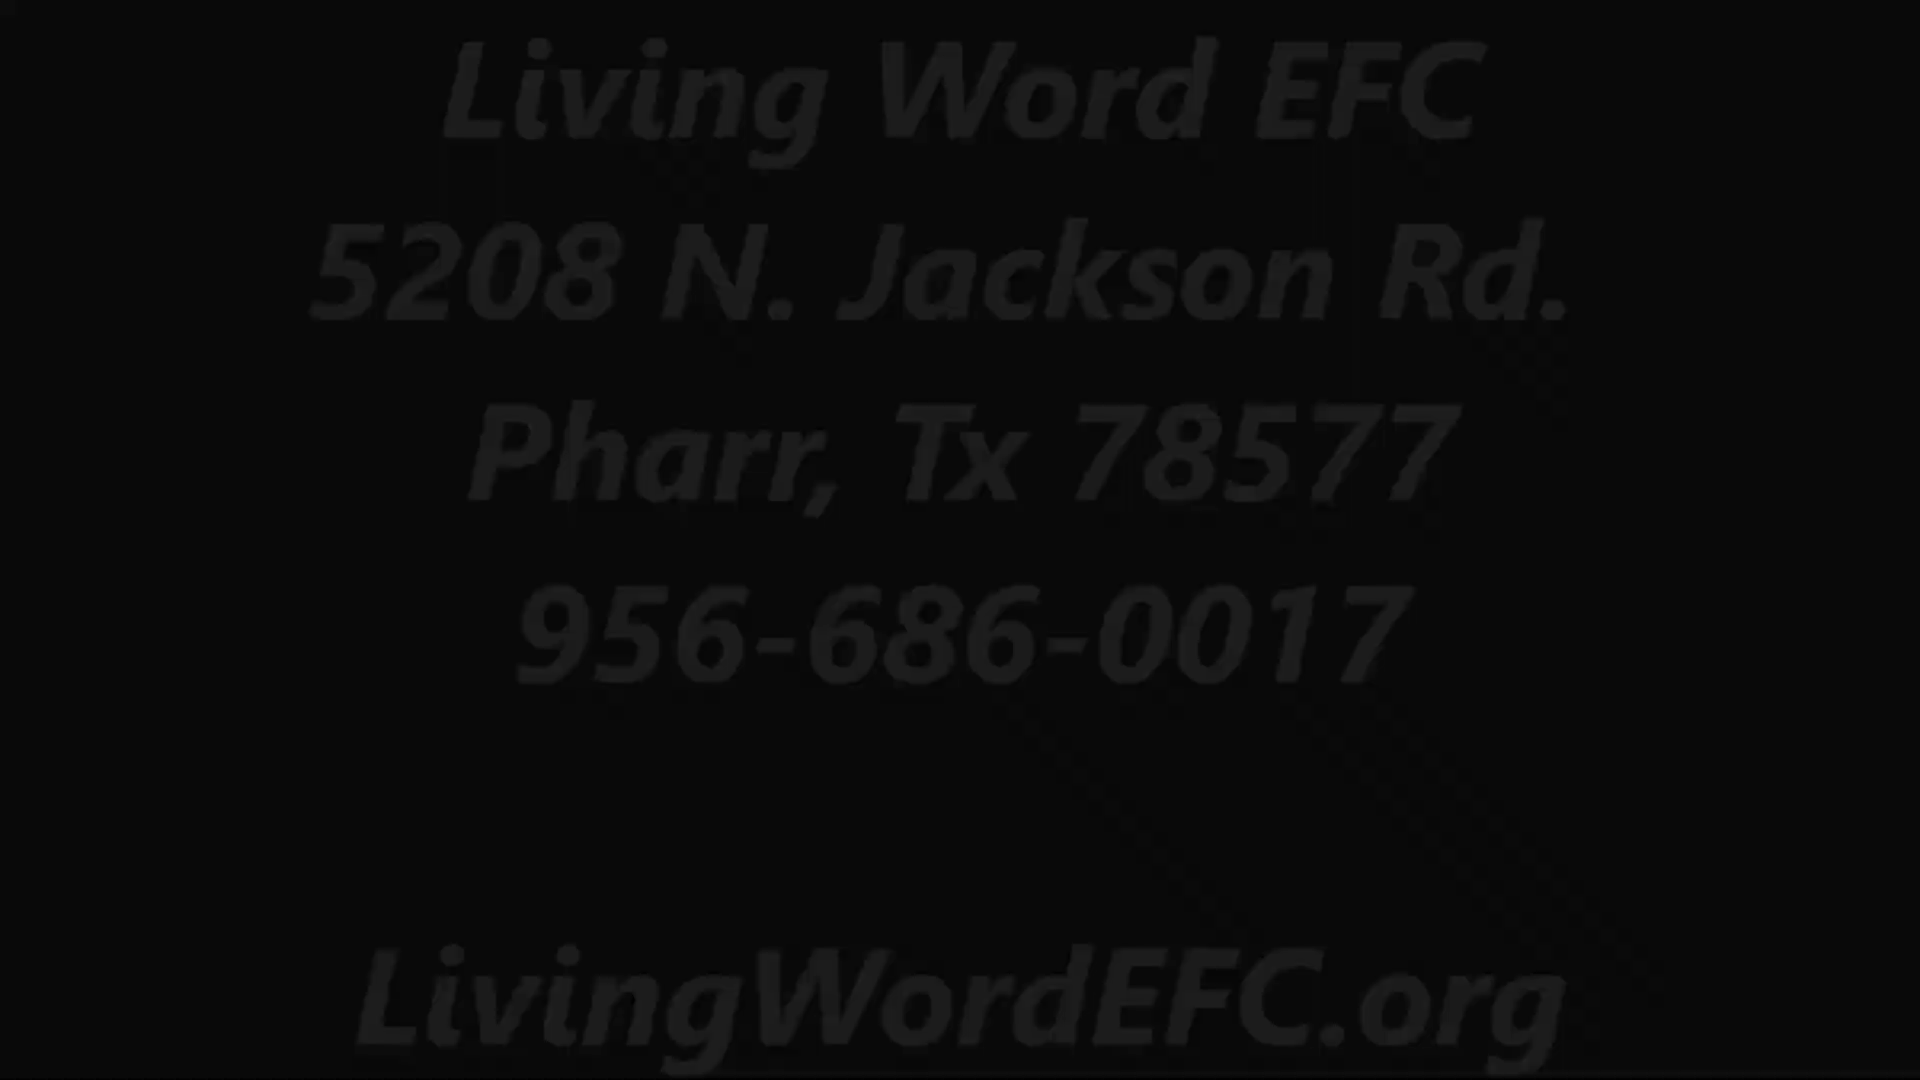 Living Word EFC
5208 N. Jackson Rd.
Pharr, Tx 78577
956-686-0017
LivingWordEFC.org